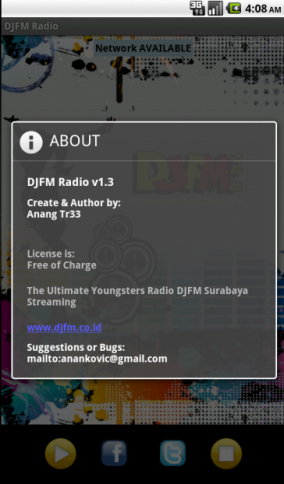 3G
4:08 AM
DJFM Radio
Network AVAILABLE
DJFM
ABOUT
DJFM Radio v1.3
Create & Author by:
Anang Tr33
License is:
Free of Charge
The Ultimate Youngsters Radio DJFM Surabaya
Streaming
www.djfm.co.id
Suggestions or Bugs:
mailto:anankovic@gmail.com